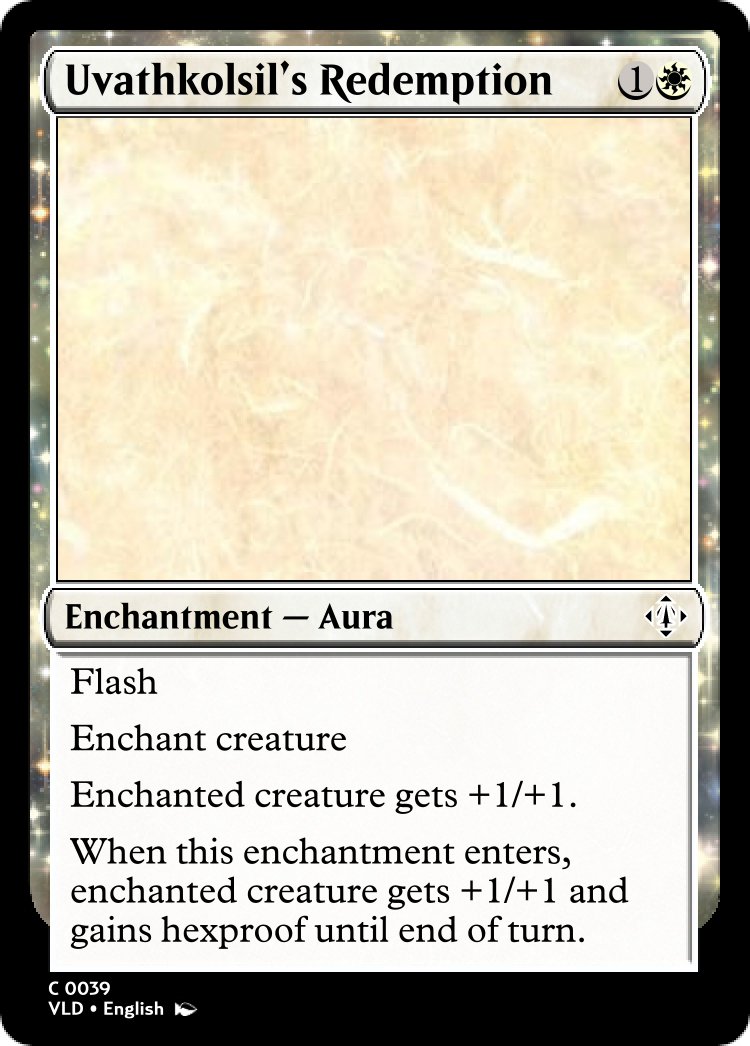 Uvathkolsil's Redemption 1
Enchantment — Aura
Flash
Enchant creature
Enchanted creature gets +1/+1.
When this enchantment enters,
enchanted creature gets +1/+1 and
gains hexproof until end of turn.
C 0039
VLD • English